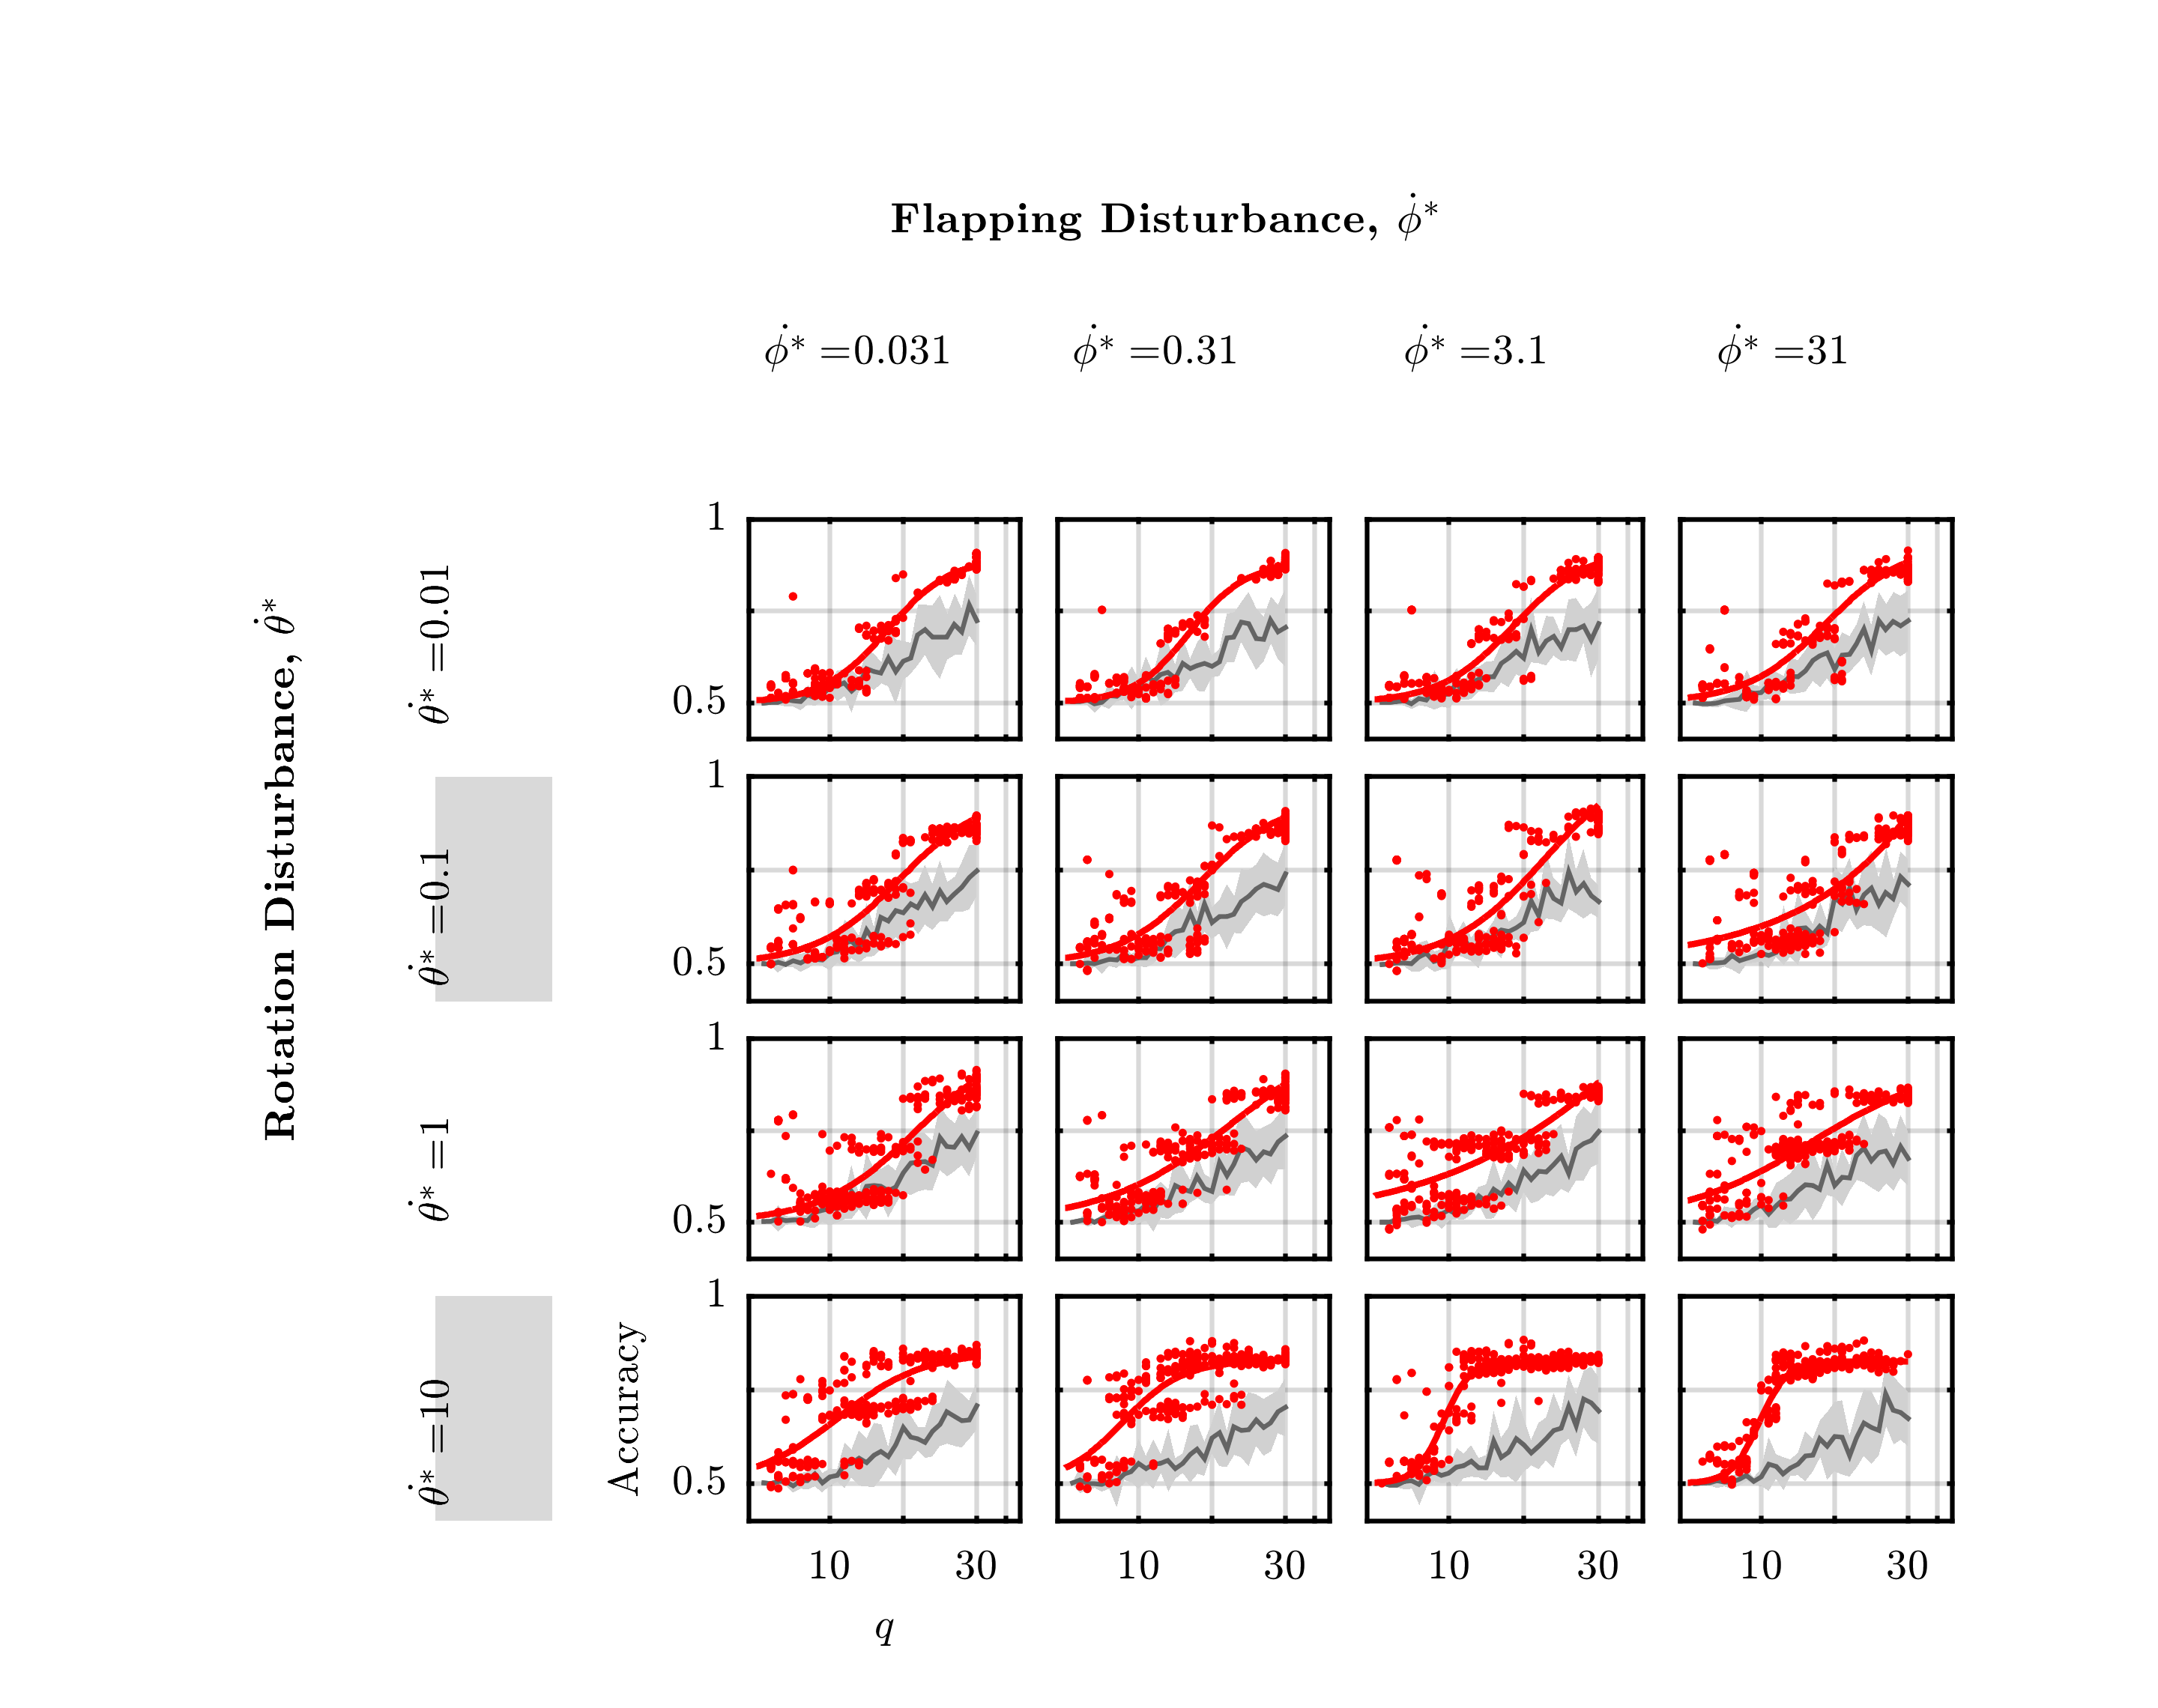 Flapping Disturbance, φ̇*
φ̇* =0.031
φ̇* =0.31
φ̇* =3.1
φ̇* =31
Rotation Disturbance, θ̇*
θ̇* =0.01
1
0.5
θ̇* =0.1
1
0.5
θ̇* =1
1
0.5
θ̇* =10
Accuracy
1
0.5
10 30 10 30 10 30 10 30
q